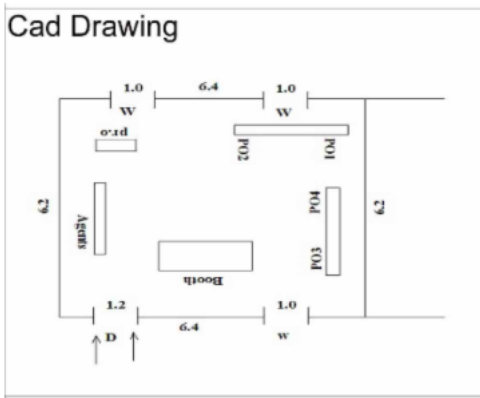 Cad Drawing
1.0 6.4 1.0
W W
pr.o
PO2 PO1
6.2 Agents PO4 6.2
PO3
Booth
1.2 1.0
6.4
D w